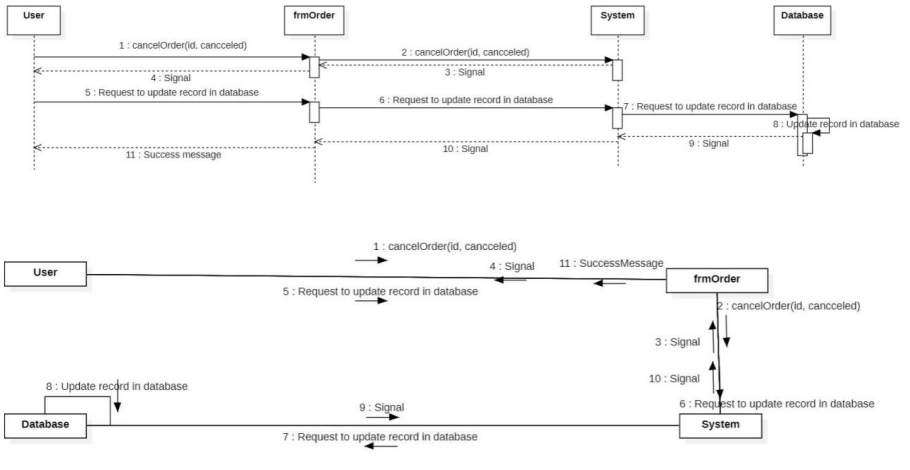 User frmOrder System Database
1 : cancelOrder(id, cancceled)
2 : cancelOrder(id, cancceled)
3 : Signal
4 : Signal
5 : Request to update record in database
6 : Request to update record in database
7 : Request to update record in database
8 : Update record in database
9 : Signal
10 : Signal
11 : Success message
1 : cancelOrder(id, cancceled)
User
4 : Signal
11 : SuccessMessage
frmOrder
5 : Request to update record in database
2 : cancelOrder(id, cancceled)
3 : Signal
10 : Signal
8 : Update record in database
6 : Request to update record in database
9 : Signal
Database
System
7 : Request to update record in database